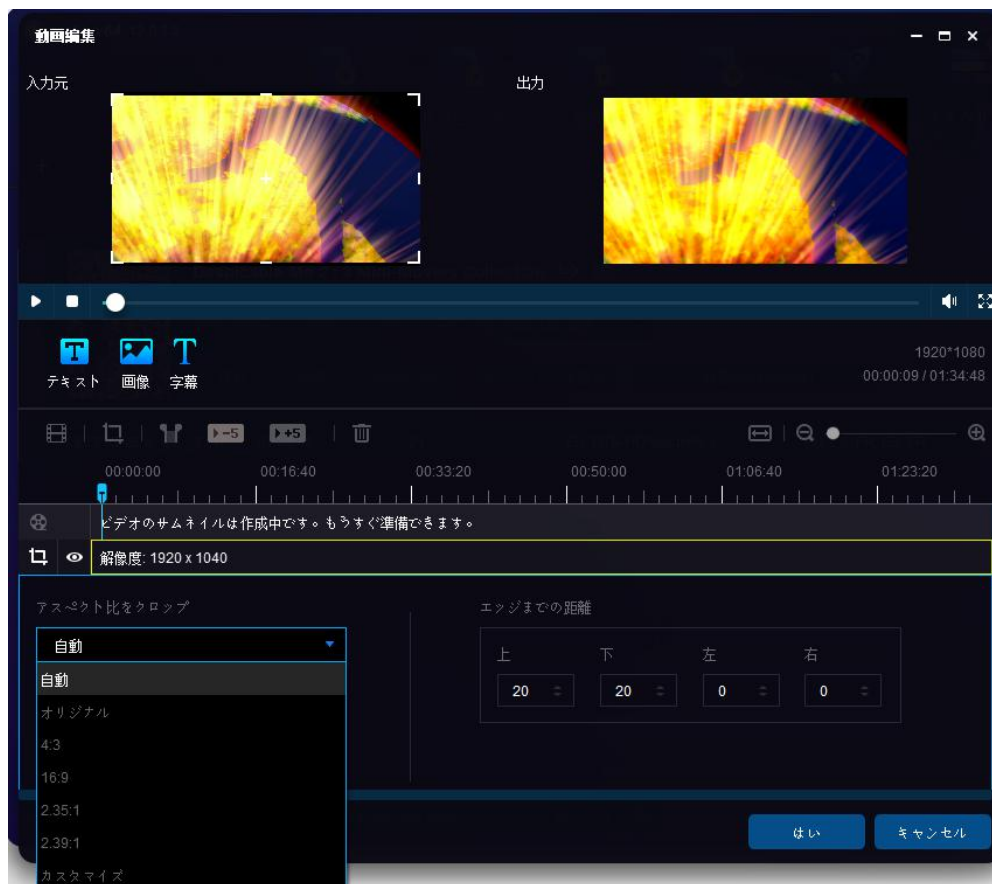 動画編集
入力元
出力
テキスト 画像 字幕
1920*1080
00:00:09 / 01:34:48
-5 +5
00:00:00 00:16:40 00:33:20 00:50:00 01:06:40 01:23:20
ビデオのサムネイルは作成中です。もうすぐ準備できます。
解像度: 1920 x 1040
アスペクト比をクロップ
自動
自動
オリジナル
4:3
16:9
2.35:1
2.39:1
カスタマイズ
エッジまでの距離
上 下 左 右
20 20 0 0
はい キャンセル